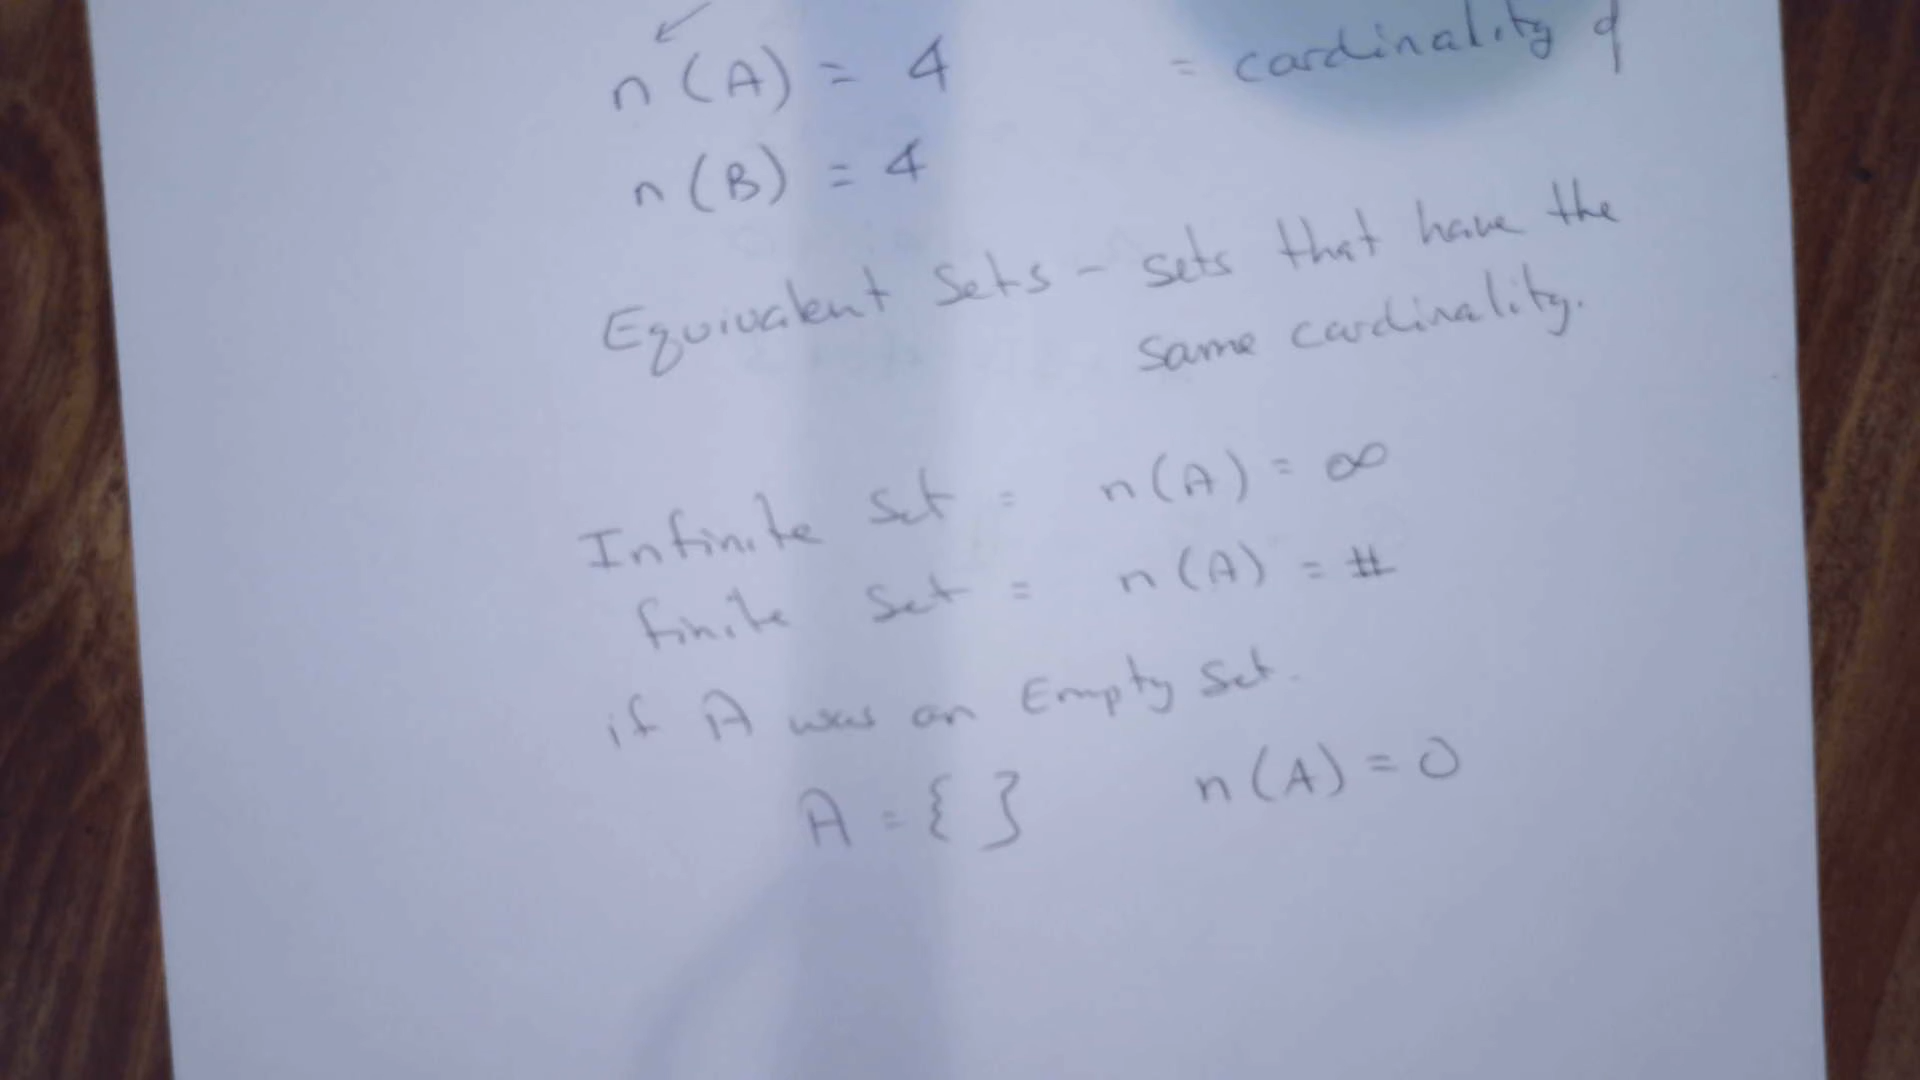 n (A) = 4 = cardinality of
n (B) = 4
Equivalent Sets - sets that have the
same cardinality.
Infinite Set = n (A) = ∞
finite Set = n (A) = #
if A was an Empty Set.
A = { } n (A) = 0